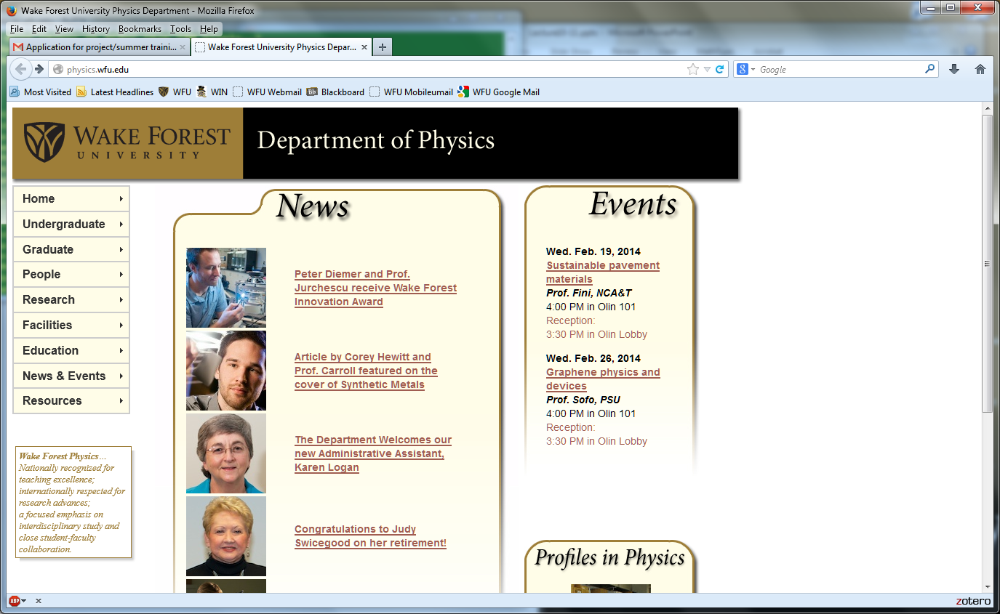 Wake Forest University Physics Department - Mozilla Firefox
File Edit View History Bookmarks Tools Help
Application for project/summer traini...
Wake Forest University Physics Depar...
physics.wfu.edu
Google
Most Visited
Latest Headlines
WFU
WIN
WFU Webmail
Bb
Blackboard
WFU Mobileumail
WFU Google Mail
WAKE FOREST
UNIVERSITY
Department of Physics
Home
Undergraduate
Graduate
People
Research
Facilities
Education
News & Events
Resources
Wake Forest Physics...
Nationally recognized for
teaching excellence;
internationally respected for
research advances;
a focused emphasis on
interdisciplinary study and
close student-faculty
collaboration.
News
Peter Diemer and Prof.
Jurchescu receive Wake Forest
Innovation Award
Article by Corey Hewitt and
Prof. Carroll featured on the
cover of Synthetic Metals
The Department Welcomes our
new Administrative Assistant,
Karen Logan
Congratulations to Judy
Swicegood on her retirement!
Events
Wed. Feb. 19, 2014
Sustainable pavement
materials
Prof. Fini, NCA&T
4:00 PM in Olin 101
Reception:
3:30 PM in Olin Lobby
Wed. Feb. 26, 2014
Graphene physics and
devices
Prof. Sofo, PSU
4:00 PM in Olin 101
Reception:
3:30 PM in Olin Lobby
Profiles in Physics
ABP
zotero